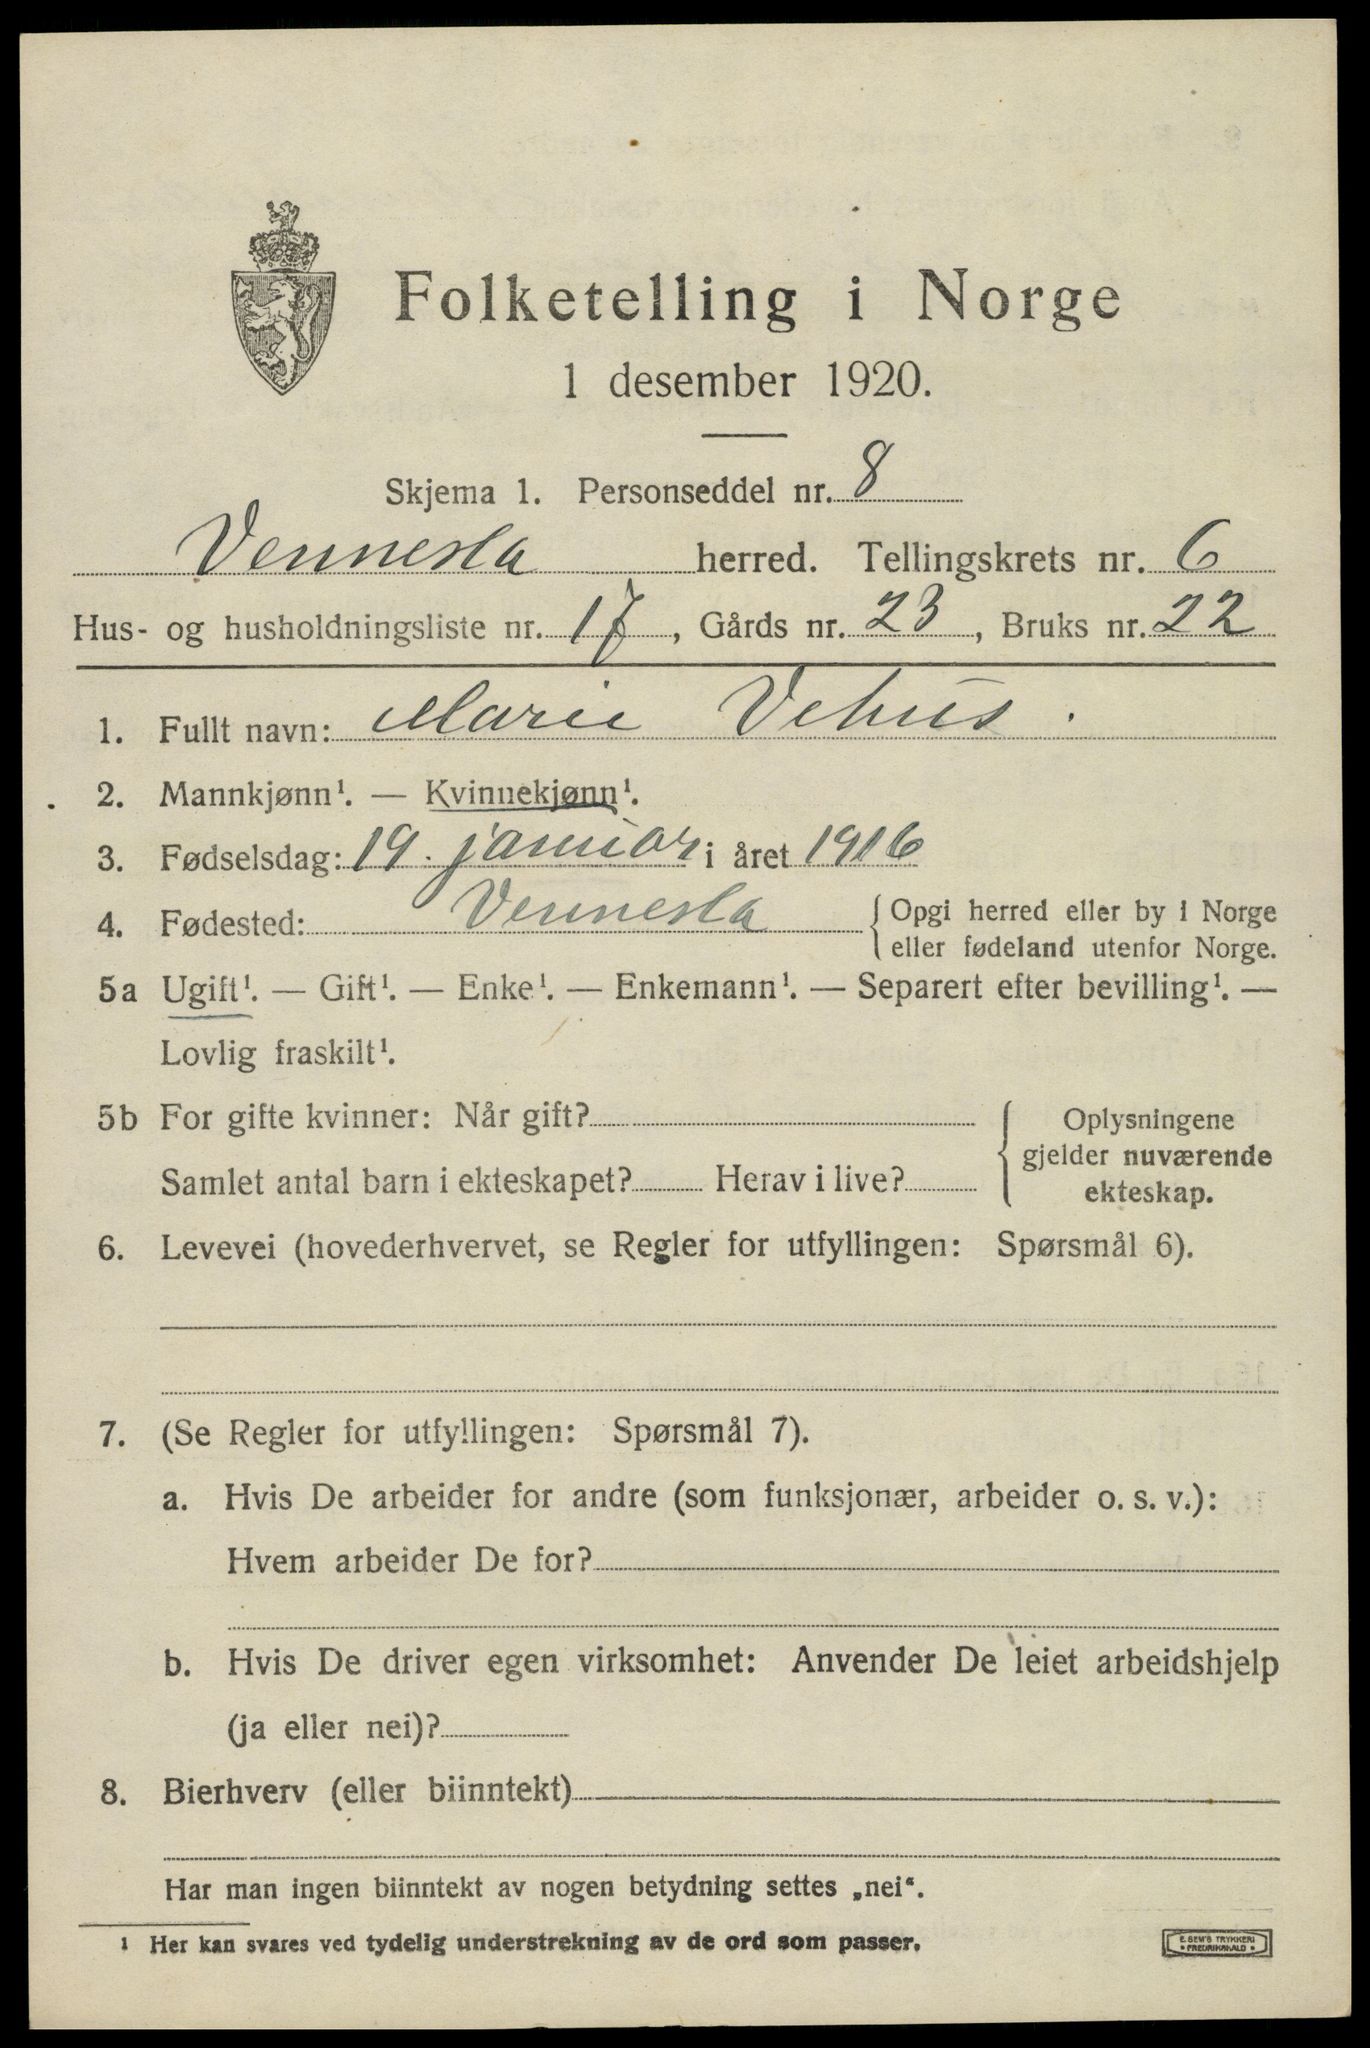 Folketelling i Norge
1 desember 1920.
Skjema 1. Personseddel nr. 8
Vennesla herred. Tellingskrets nr. 6
Hus- og husholdningsliste nr. 17, Gårds nr. 23, Bruks nr. 22
1. Fullt navn: Marie Vehus.
2. Mannkjønn¹. — Kvinnekjønn¹.
3. Fødselsdag: 19. januar i året 1916
4. Fødested: Vennesla {Opgi herred eller by i Norge
eller fødeland utenfor Norge.
5a Ugift¹. — Gift¹. — Enke¹. — Enkemann¹. — Separert efter bevilling¹. —
Lovlig fraskilt¹.
5b For gifte kvinner: Når gift? { Oplysningene
gjelder nuværende
Samlet antal barn i ekteskapet? Herav i live?
ekteskap.
6. Levevei (hovederhvervet, se Regler for utfyllingen: Spørsmål 6).
7. (Se Regler for utfyllingen: Spørsmål 7).
a. Hvis De arbeider for andre (som funksjonær, arbeider o. s. v.):
Hvem arbeider De for?
b. Hvis De driver egen virksomhet: Anvender De leiet arbeidshjelp
(ja eller nei)?
8. Bierhverv (eller biinntekt)
Har man ingen biinntekt av nogen betydning settes „nei“.
¹ Her kan svares ved tydelig understrekning av de ord som passer.
E. SEM'S TRYKKERI
• FREDRIKSHALD •